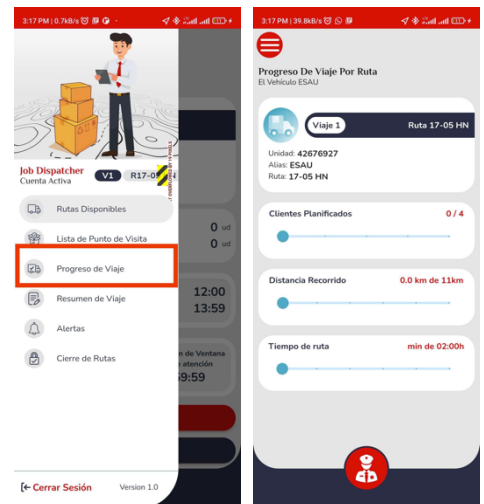 3:17 PM | 0.7kB/s
Job Dispatcher
Cuenta Activa
V1
Rutas Disponibles
Lista de Punto de Visita
Progreso de Viaje
Resumen de Viaje
Alertas
Cierre de Rutas
Cerrar Sesión
Version 1.0
0 ud
0 ud
12:00
13:59
de Ventana
atención
3:17 PM | 39.8kB/s
Progreso De Viaje Por Ruta
El Vehículo ESAU
Viaje 1
Ruta 17-05 HN
Unidad: 42676927
Alias: ESAU
Ruta: 17-05 HN
Clientes Planificados
0 / 4
Distancia Recorrido
0.0 km de 11km
Tiempo de ruta
min de 02:00h